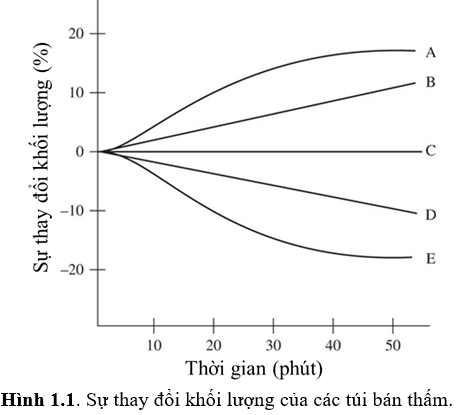 Sự thay đổi khối lượng (%)
20
10
0
−10
−20
A
B
C
D
E
10 20 30 40 50
Thời gian (phút)
Hình 1.1. Sự thay đổi khối lượng của các túi bán thấm.